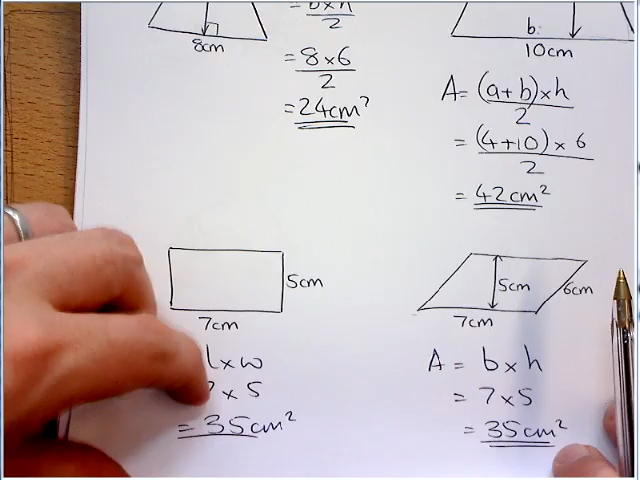 = b x h
2
8cm
= 8 x 6
2
= 24cm²
b
10cm
A = (a + b) x h
2
= (4 + 10) x 6
2
= 42cm²
5cm
7cm
l x w
x 5
= 35cm²
5cm
6cm
7cm
A = b x h
= 7 x 5
= 35cm²